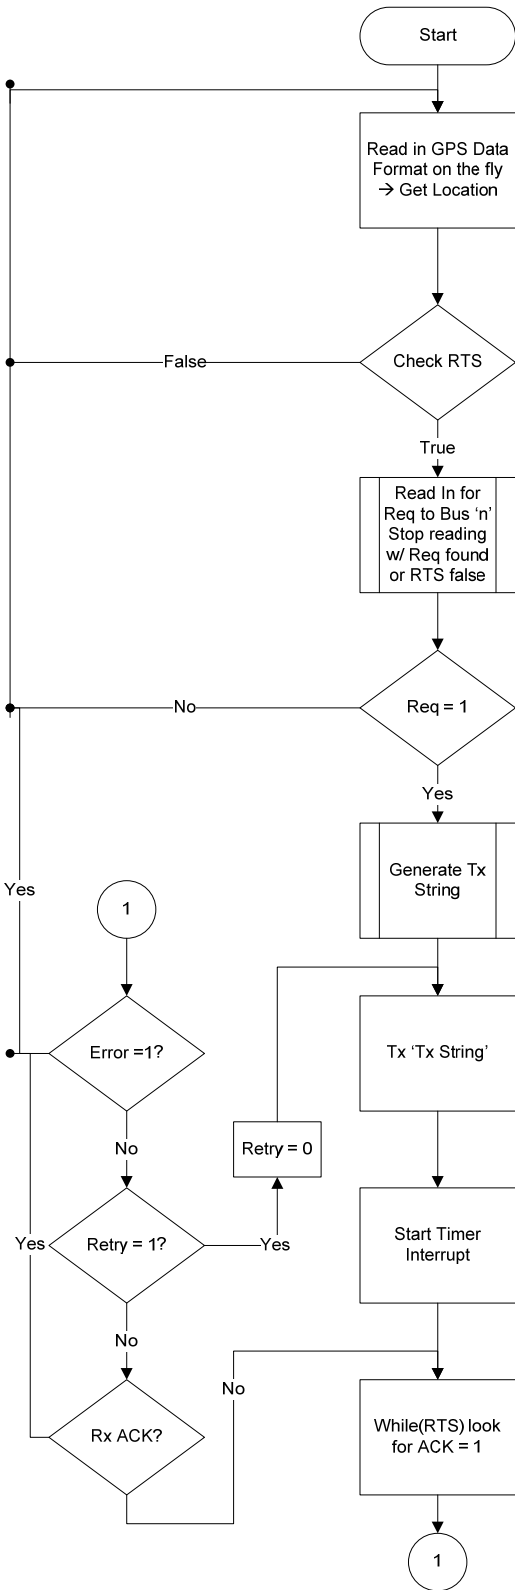 Start
Read in GPS Data
Format on the fly
→ Get Location
False
Check RTS
True
Read In for
Req to Bus ‘n’
Stop reading
w/ Req found
or RTS false
No
Req = 1
Yes
Generate Tx
String
Yes
1
Error =1?
Tx ‘Tx String’
No
Retry = 0
Yes
Retry = 1?
Yes
Start Timer
Interrupt
No
No
Rx ACK?
While(RTS) look
for ACK = 1
1